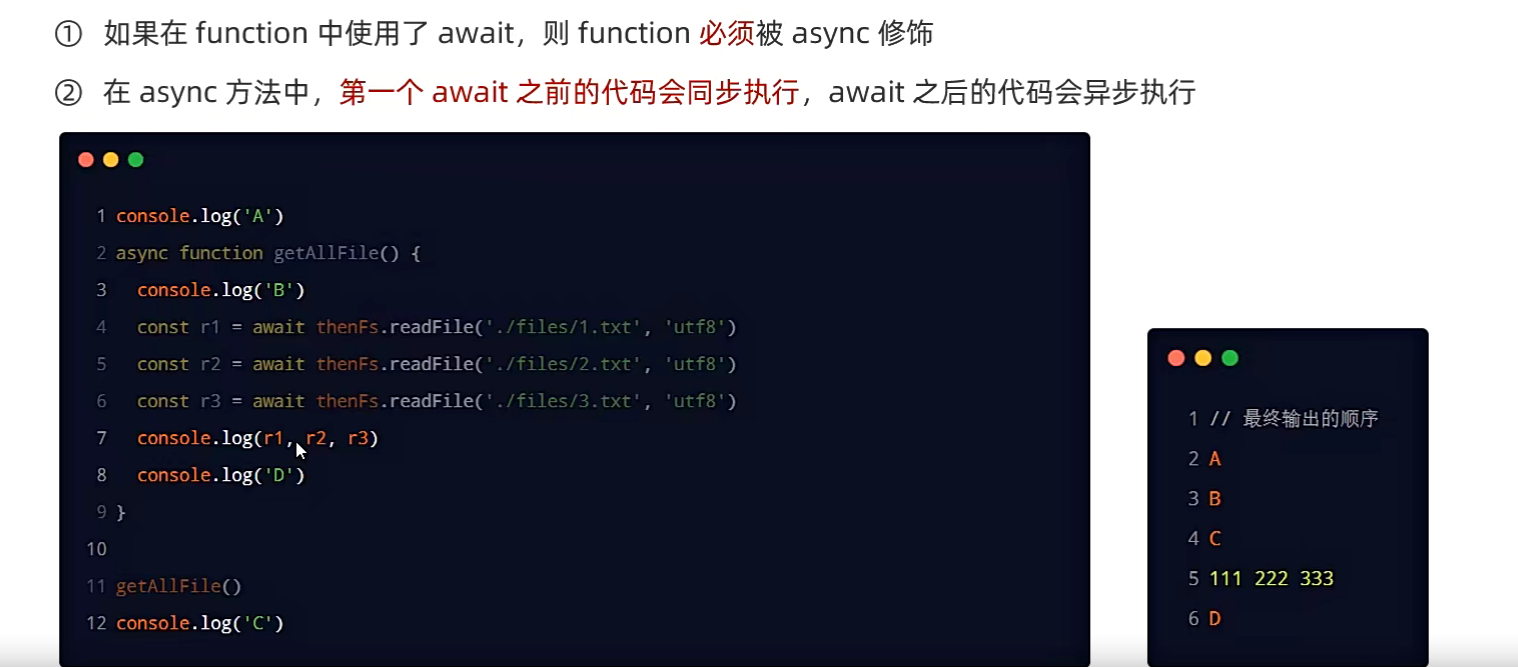 ① 如果在 function 中使用了 await，则 function 必须被 async 修饰
② 在 async 方法中，第一个 await 之前的代码会同步执行，await 之后的代码会异步执行
1 console.log('A')
2 async function getAllFile() {
3   console.log('B')
4   const r1 = await thenFs.readFile('./files/1.txt', 'utf8')
5   const r2 = await thenFs.readFile('./files/2.txt', 'utf8')
6   const r3 = await thenFs.readFile('./files/3.txt', 'utf8')
7   console.log(r1, r2, r3)
8   console.log('D')
9 }
10
11 getAllFile()
12 console.log('C')
1 // 最终输出的顺序
2 A
3 B
4 C
5 111 222 333
6 D